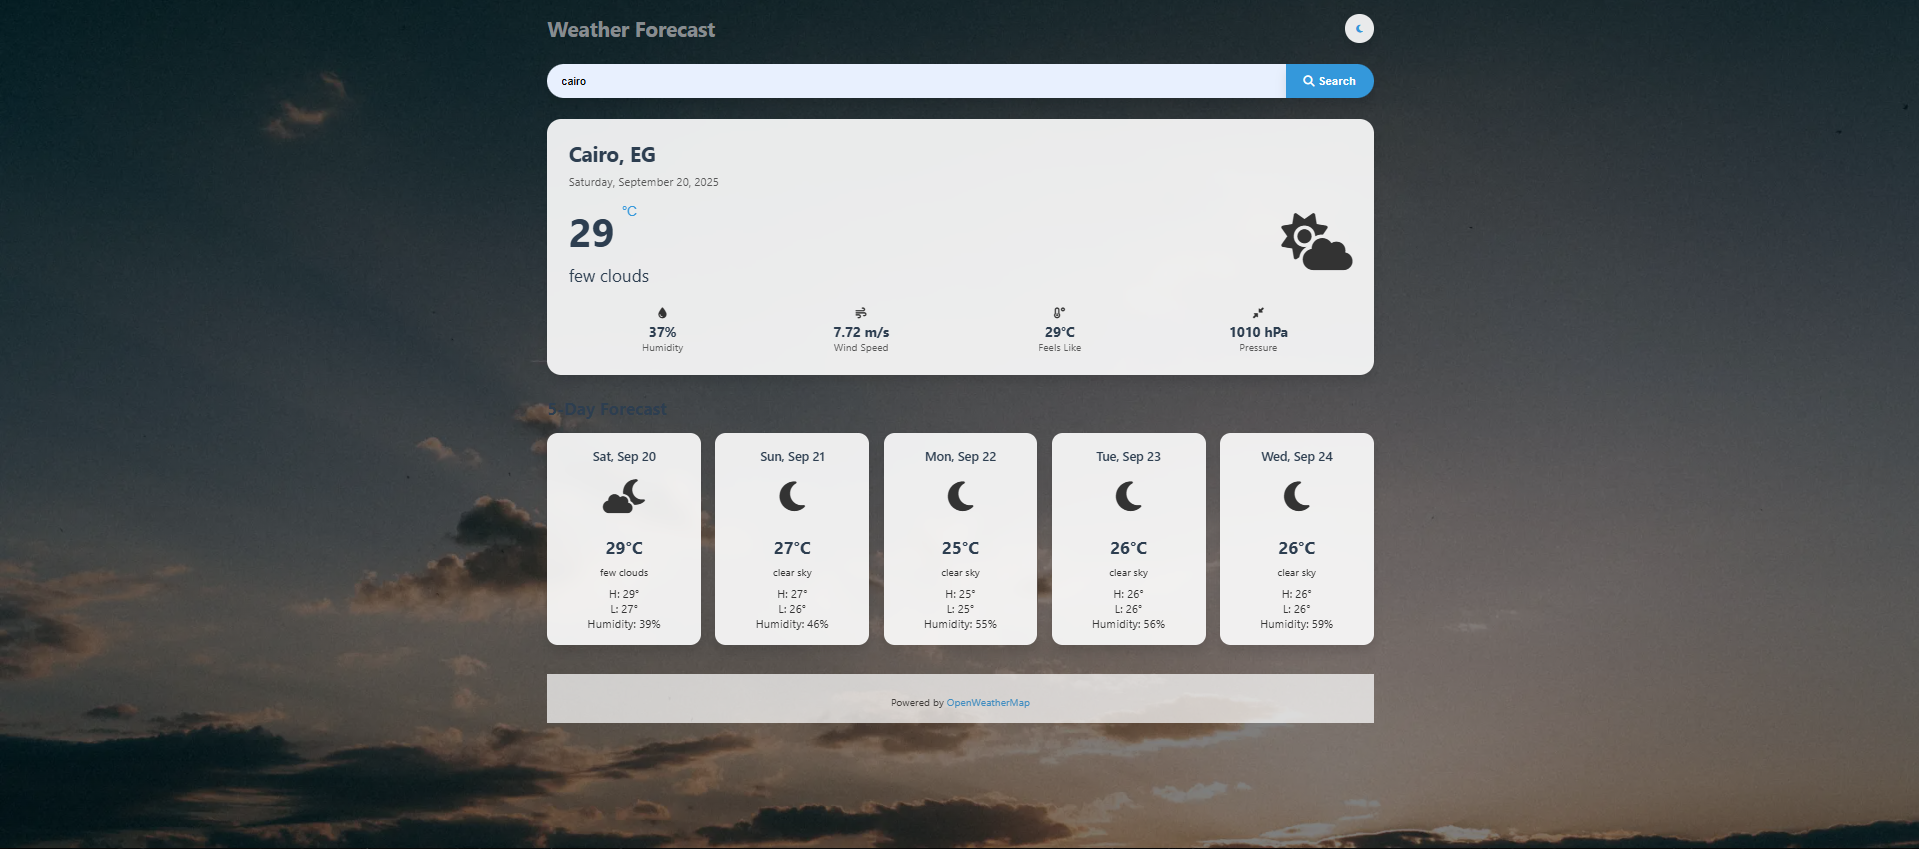 Weather Forecast
cairo
Search
Cairo, EG
Saturday, September 20, 2025
29 °C
few clouds
37%
Humidity
7.72 m/s
Wind Speed
29°C
Feels Like
1010 hPa
Pressure
5-Day Forecast
Sat, Sep 20
29°C
few clouds
H: 29°
L: 27°
Humidity: 39%
Sun, Sep 21
27°C
clear sky
H: 27°
L: 26°
Humidity: 46%
Mon, Sep 22
25°C
clear sky
H: 25°
L: 25°
Humidity: 55%
Tue, Sep 23
26°C
clear sky
H: 26°
L: 26°
Humidity: 56%
Wed, Sep 24
26°C
clear sky
H: 26°
L: 26°
Humidity: 59%
Powered by OpenWeatherMap